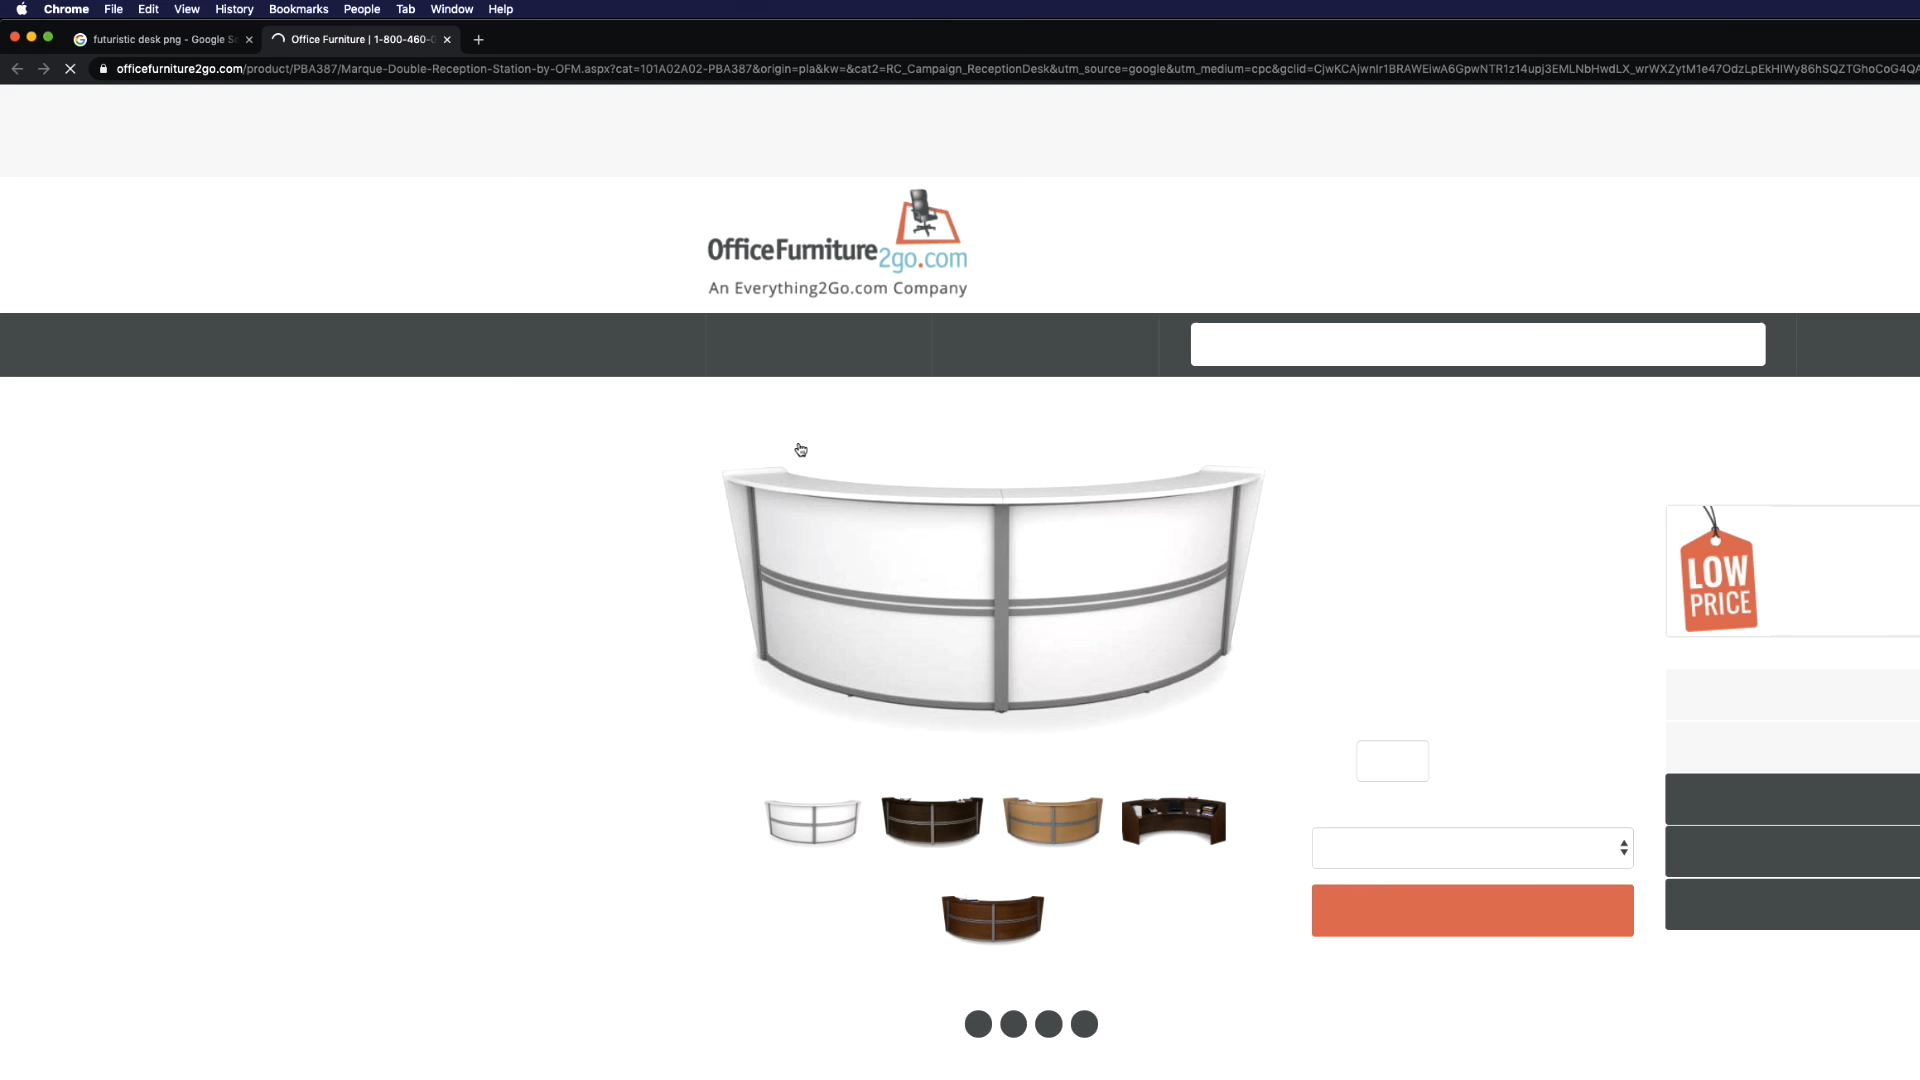 Chrome File Edit View History Bookmarks People Tab Window Help
futuristic desk png - Google S
Office Furniture | 1-800-460-
officefurniture2go.com/product/PBA387/Marque-Double-Reception-Station-by-OFM.aspx?cat=101A02A02-PBA387&origin=pla&kw=&cat2=RC_Campaign_ReceptionDesk&utm_source=google&utm_medium=cpc&gclid=
OfficeFurniture2go.com
An Everything2Go.com Company
LOW
PRICE